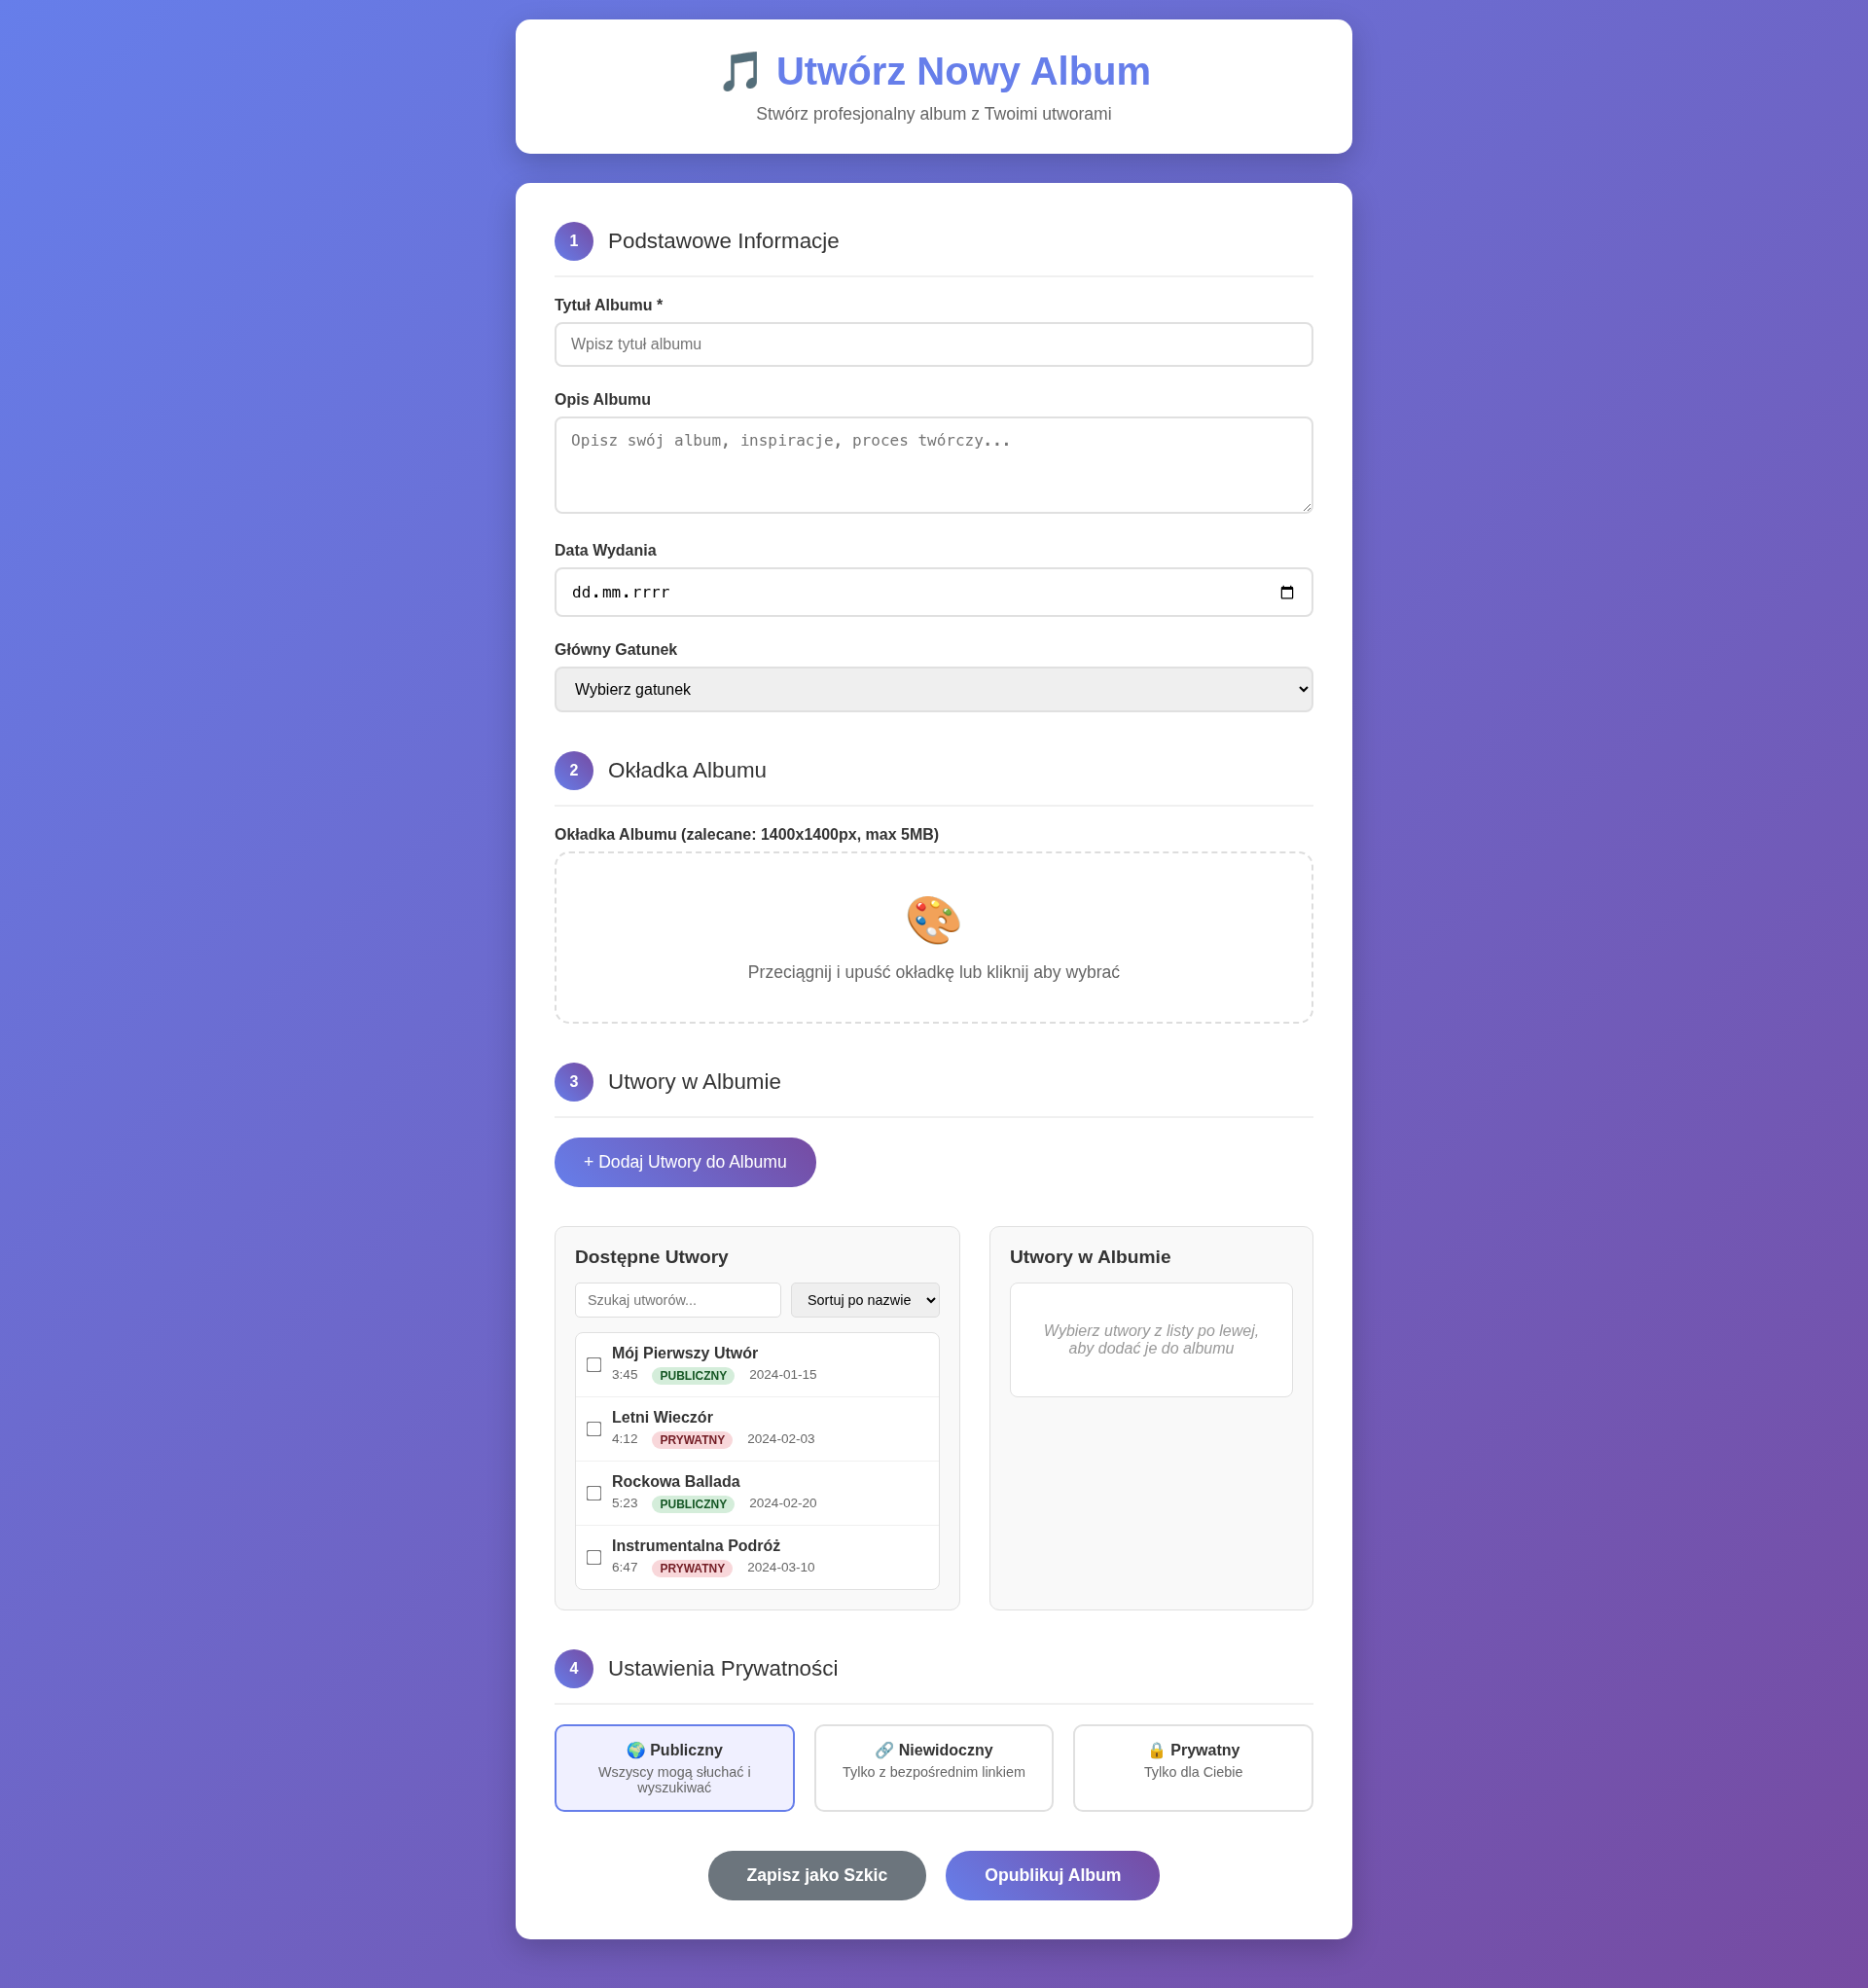 🎵 Utwórz Nowy Album
Stwórz profesjonalny album z Twoimi utworami
1 Podstawowe Informacje
Tytuł Albumu *
Wpisz tytuł albumu
Opis Albumu
Opisz swój album, inspiracje, proces twórczy...
Data Wydania
dd.mm.rrrr
Główny Gatunek
Wybierz gatunek
2 Okładka Albumu
Okładka Albumu (zalecane: 1400x1400px, max 5MB)
Przeciągnij i upuść okładkę lub kliknij aby wybrać
3 Utwory w Albumie
+ Dodaj Utwory do Albumu
Dostępne Utwory
Szukaj utworów... Sortuj po nazwie
Mój Pierwszy Utwór
3:45 PUBLICZNY 2024-01-15
Letni Wieczór
4:12 PRYWATNY 2024-02-03
Rockowa Ballada
5:23 PUBLICZNY 2024-02-20
Instrumentalna Podróż
6:47 PRYWATNY 2024-03-10
Utwory w Albumie
Wybierz utwory z listy po lewej,
aby dodać je do albumu
4 Ustawienia Prywatności
🌍 Publiczny
Wszyscy mogą słuchać i
wyszukiwać
🔗 Niewidoczny
Tylko z bezpośrednim linkiem
🔒 Prywatny
Tylko dla Ciebie
Zapisz jako Szkic
Opublikuj Album